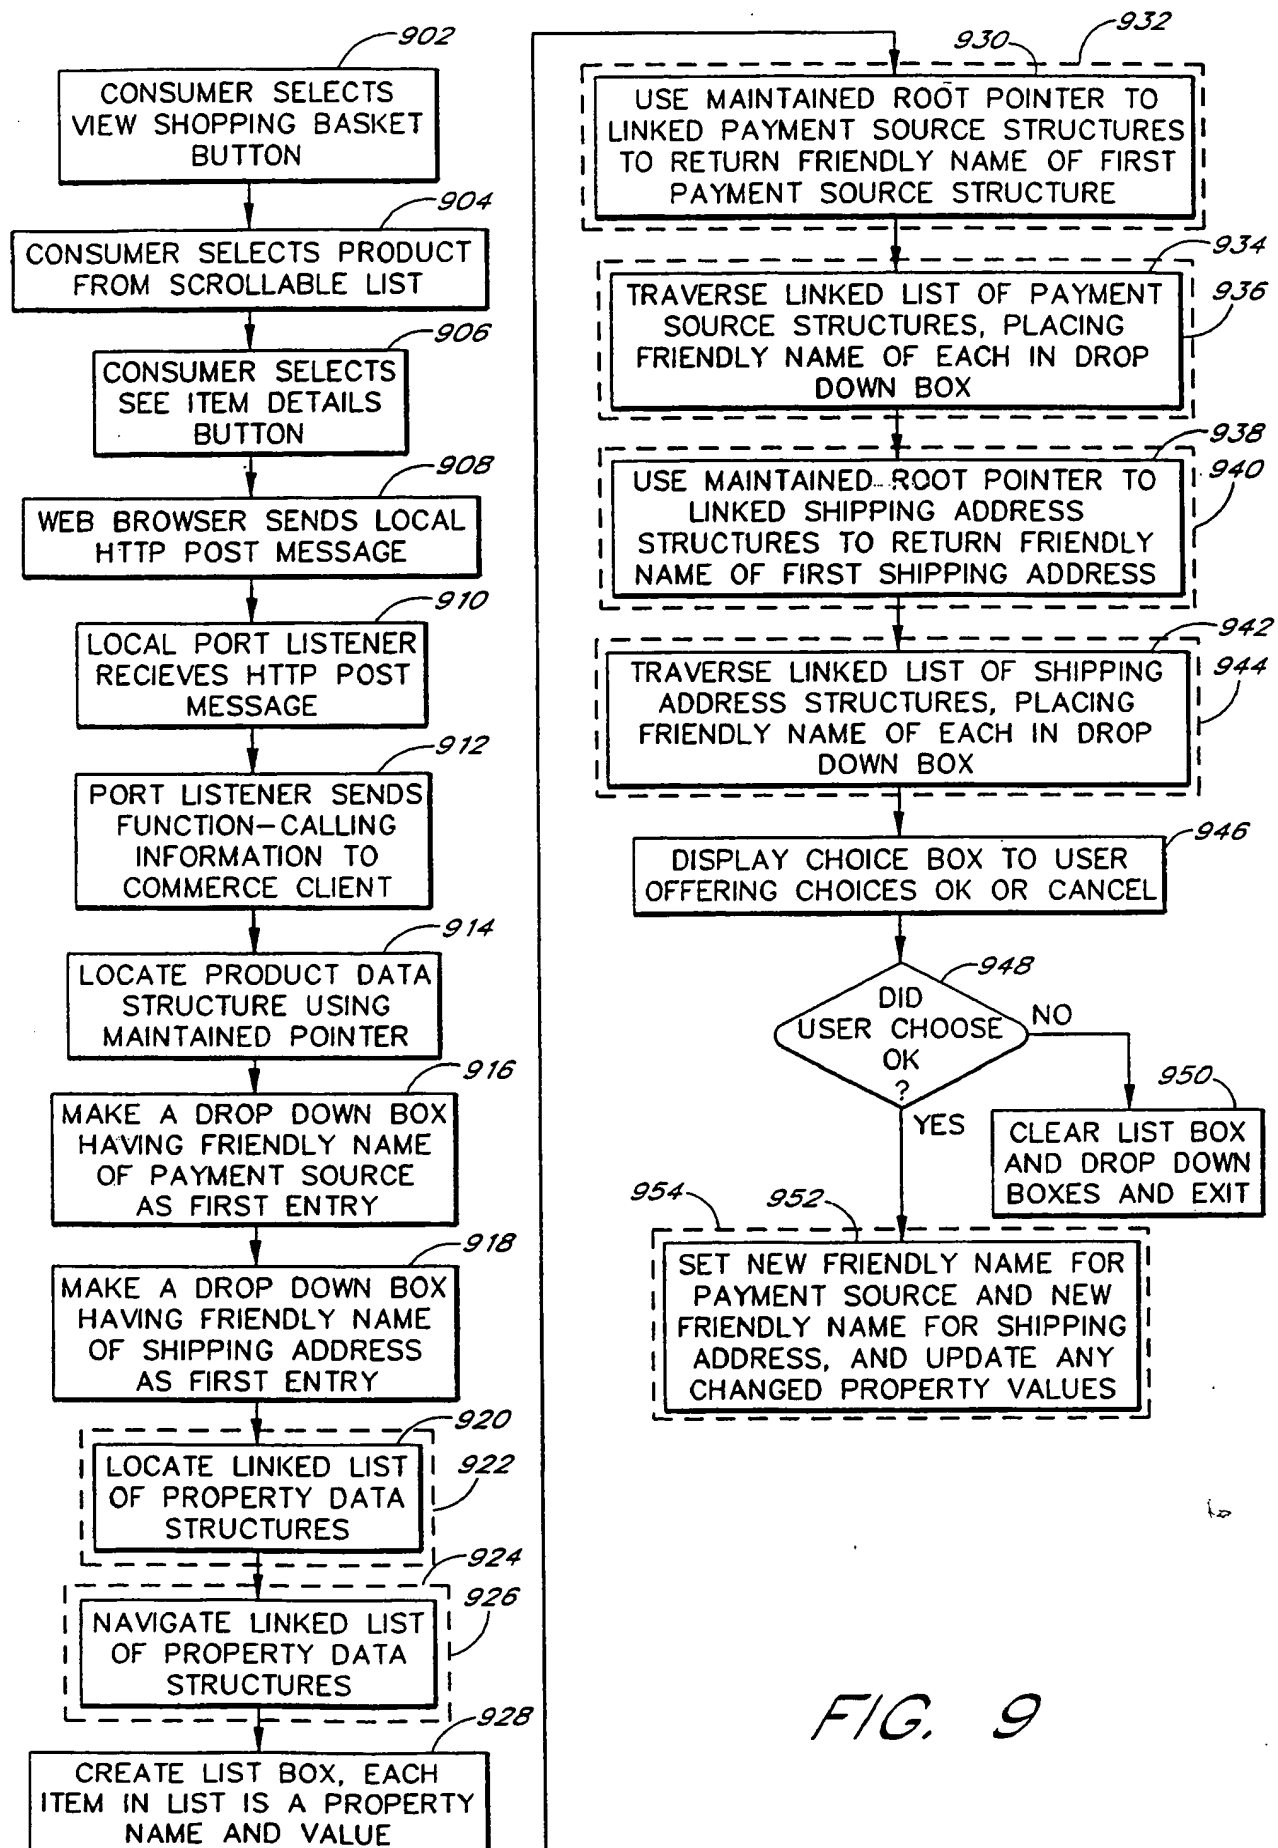 902
CONSUMER SELECTS
VIEW SHOPPING BASKET
BUTTON
904
CONSUMER SELECTS PRODUCT
FROM SCROLLABLE LIST
906
CONSUMER SELECTS
SEE ITEM DETAILS
BUTTON
908
WEB BROWSER SENDS LOCAL
HTTP POST MESSAGE
910
LOCAL PORT LISTENER
RECIEVES HTTP POST
MESSAGE
912
PORT LISTENER SENDS
FUNCTION-CALLING
INFORMATION TO
COMMERCE CLIENT
914
LOCATE PRODUCT DATA
STRUCTURE USING
MAINTAINED POINTER
916
MAKE A DROP DOWN BOX
HAVING FRIENDLY NAME
OF PAYMENT SOURCE
AS FIRST ENTRY
918
MAKE A DROP DOWN BOX
HAVING FRIENDLY NAME
OF SHIPPING ADDRESS
AS FIRST ENTRY
920
922
LOCATE LINKED LIST
OF PROPERTY DATA
STRUCTURES
924
926
NAVIGATE LINKED LIST
OF PROPERTY DATA
STRUCTURES
928
CREATE LIST BOX, EACH
ITEM IN LIST IS A PROPERTY
NAME AND VALUE
930
932
USE MAINTAINED ROOT POINTER TO
LINKED PAYMENT SOURCE STRUCTURES
TO RETURN FRIENDLY NAME OF FIRST
PAYMENT SOURCE STRUCTURE
934
936
TRAVERSE LINKED LIST OF PAYMENT
SOURCE STRUCTURES, PLACING
FRIENDLY NAME OF EACH IN DROP
DOWN BOX
938
940
USE MAINTAINED ROOT POINTER TO
LINKED SHIPPING ADDRESS
STRUCTURES TO RETURN FRIENDLY
NAME OF FIRST SHIPPING ADDRESS
942
944
TRAVERSE LINKED LIST OF SHIPPING
ADDRESS STRUCTURES, PLACING
FRIENDLY NAME OF EACH IN DROP
DOWN BOX
946
DISPLAY CHOICE BOX TO USER
OFFERING CHOICES OK OR CANCEL
948
DID
USER CHOOSE
OK
?
NO
YES
950
CLEAR LIST BOX
AND DROP DOWN
BOXES AND EXIT
954
952
SET NEW FRIENDLY NAME FOR
PAYMENT SOURCE AND NEW
FRIENDLY NAME FOR SHIPPING
ADDRESS, AND UPDATE ANY
CHANGED PROPERTY VALUES
FIG. 9